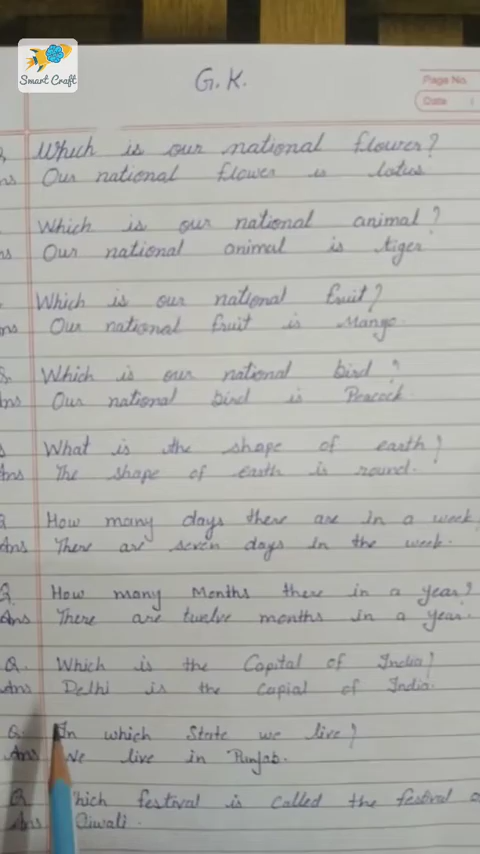 Smart Craft
G.K.
Page No.
Date :
Which is our national flower?
Ans Our national flower is lotus
Which is our national animal?
Ans Our national animal is tiger
Which is our national fruit?
Ans Our national fruit is Mango.
Q. Which is our national bird?
Ans Our national bird is Peacock.
Q What is the shape of earth?
Ans The shape of earth is round.
Q How many days there are in a week
Ans There are seven days in the week.
Q. How many Months there in a year?
Ans There are twelve months in a year.
Q. Which is the Capital of India?
Ans Delhi is the Capial of India.
Q. In which State we live?
Ans We live in Punjab.
Q Which festival is called the festival
Ans Diwali.